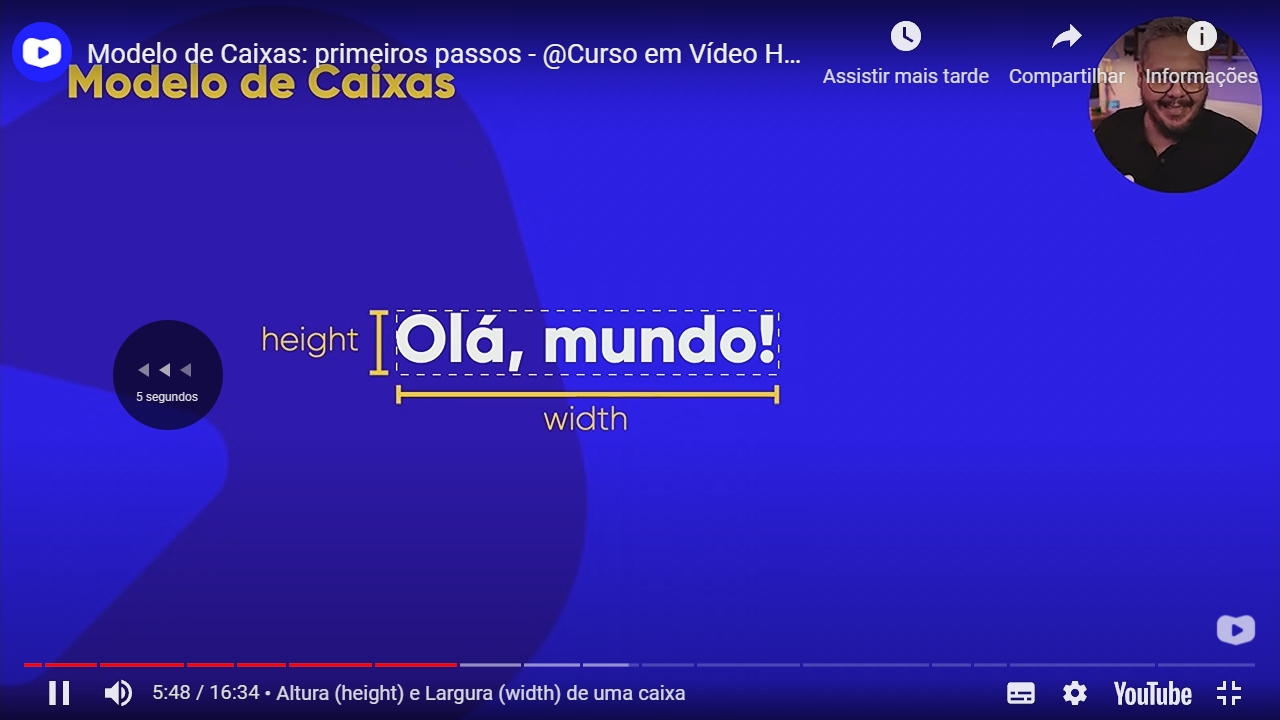 Modelo de Caixas: primeiros passos - @Curso em Vídeo H...
Assistir mais tarde
Compartilhar
Informações
Modelo de Caixas
height
Olá, mundo!
width
5 segundos
5:48 / 16:34 • Altura (height) e Largura (width) de uma caixa
YouTube